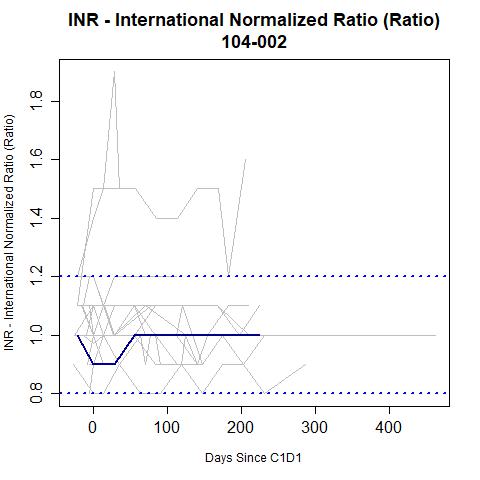 INR - International Normalized Ratio (Ratio)
104-002
INR - International Normalized Ratio (Ratio)
1.8
1.6
1.4
1.2
1.0
0.8
0 100 200 300 400
Days Since C1D1